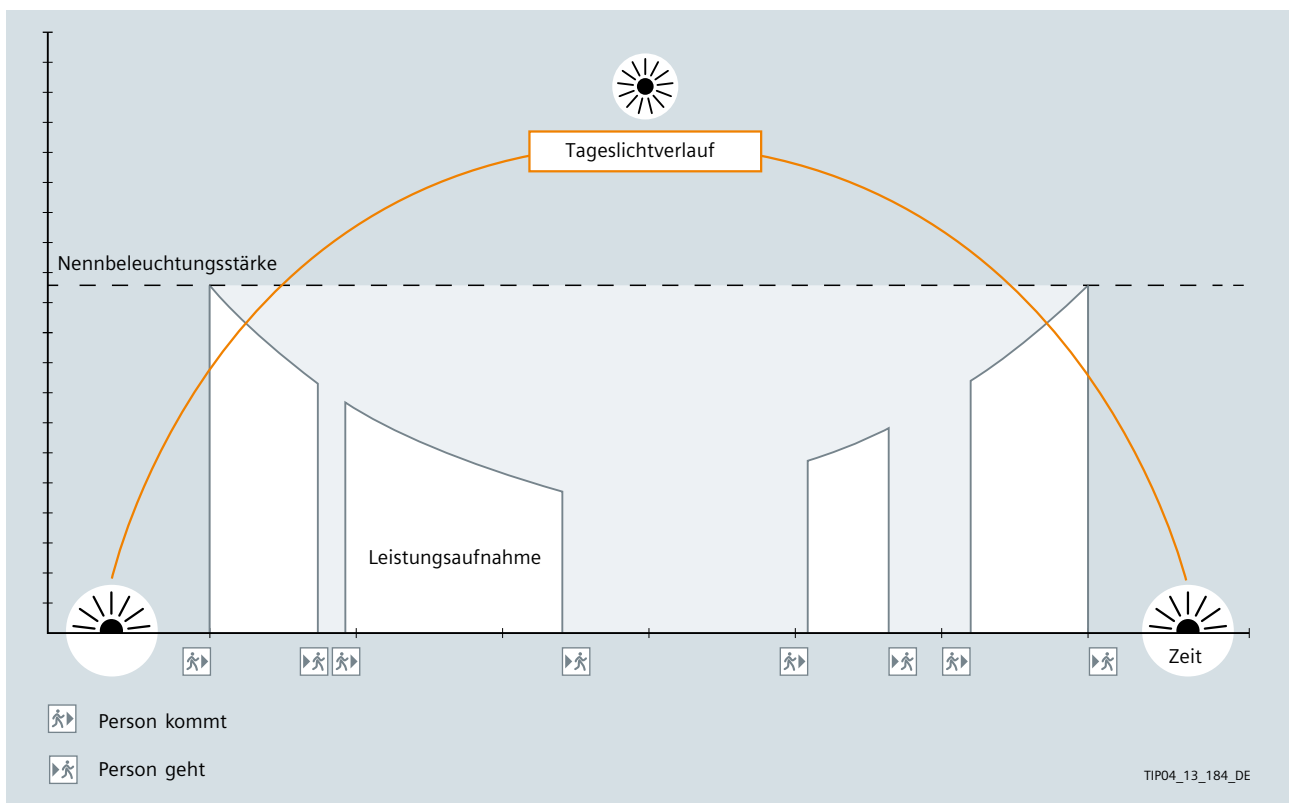 Tageslichtverlauf
Nennbeleuchtungsstärke
Leistungsaufnahme
Zeit
Person kommt
Person geht
TIP04_13_184_DE